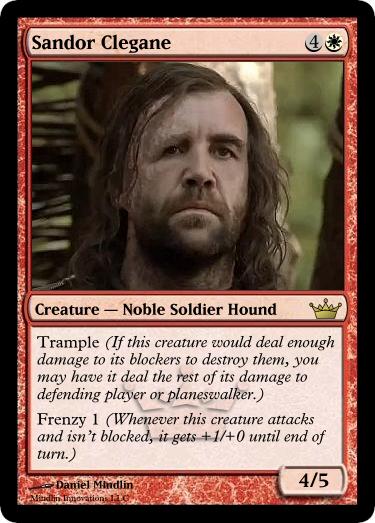 Sandor Clegane 4
Creature — Noble Soldier Hound
Trample (If this creature would deal enough
damage to its blockers to destroy them, you
may have it deal the rest of its damage to
defending player or planeswalker.)
Frenzy 1 (Whenever this creature attacks
and isn't blocked, it gets +1/+0 until end of
turn.)
Daniel Mindlin
Mindlin Innovations LLC
4/5